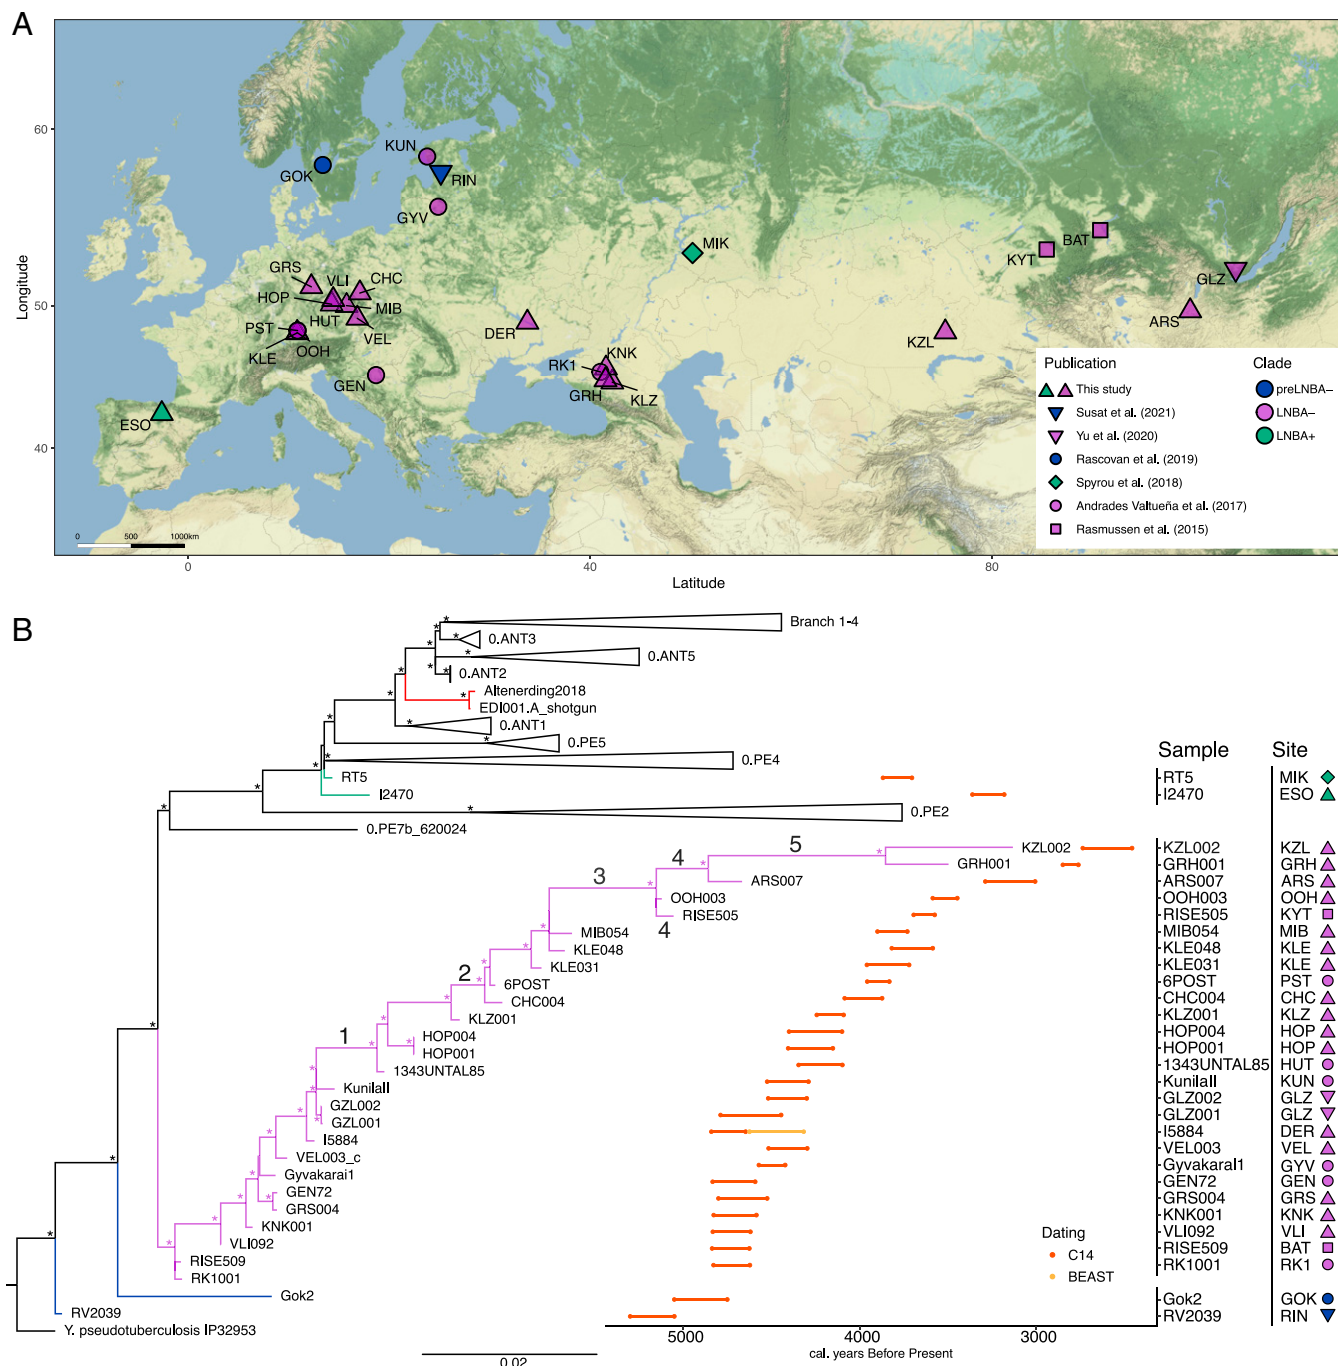 A
60
50
40
Longitude
0
40
80
Latitude
0
500
1000km
KUN
GOK
RIN
GYV
MIK
BAT
KYT
GLZ
ARS
GRS
VLI
CHC
HOP
MIB
PST
HUT
VEL
KLE
OOH
DER
KZL
KNK
RK1
GEN
GRH
KLZ
ESO
Publication
This study
Susat et al. (2021)
Yu et al. (2020)
Rascovan et al. (2019)
Spyrou et al. (2018)
Andrades Valtueña et al. (2017)
Rasmussen et al. (2015)
Clade
preLNBA–
LNBA–
LNBA+
B
Branch 1-4
0.ANT3
0.ANT5
0.ANT2
Altenerding2018
EDI001.A_shotgun
0.ANT1
0.PE5
0.PE4
RT5
I2470
0.PE2
0.PE7b_620024
KZL002
5
GRH001
4
ARS007
3
OOH003
RISE505
4
MIB054
KLE048
KLE031
2
6POST
CHC004
KLZ001
HOP004
1
HOP001
1343UNTAL85
KunilaII
GZL002
GZL001
I5884
VEL003_c
Gyvakarai1
GEN72
GRS004
KNK001
VLI092
RISE509
RK1001
Gok2
RV2039
Y. pseudotuberculosis IP32953
0.02
Dating
C14
BEAST
5000
4000
3000
cal. years Before Present
Sample Site
RT5 MIK
I2470 ESO
KZL002 KZL
GRH001 GRH
ARS007 ARS
OOH003 OOH
RISE505 KYT
MIB054 MIB
KLE048 KLE
KLE031 KLE
6POST PST
CHC004 CHC
KLZ001 KLZ
HOP004 HOP
HOP001 HOP
1343UNTAL85 HUT
KunilaII KUN
GLZ002 GLZ
GLZ001 GLZ
I5884 DER
VEL003 VEL
GyvakaraI1 GYV
GEN72 GEN
GRS004 GRS
KNK001 KNK
VLI092 VLI
RISE509 BAT
RK1001 RK1
Gok2 GOK
RV2039 RIN